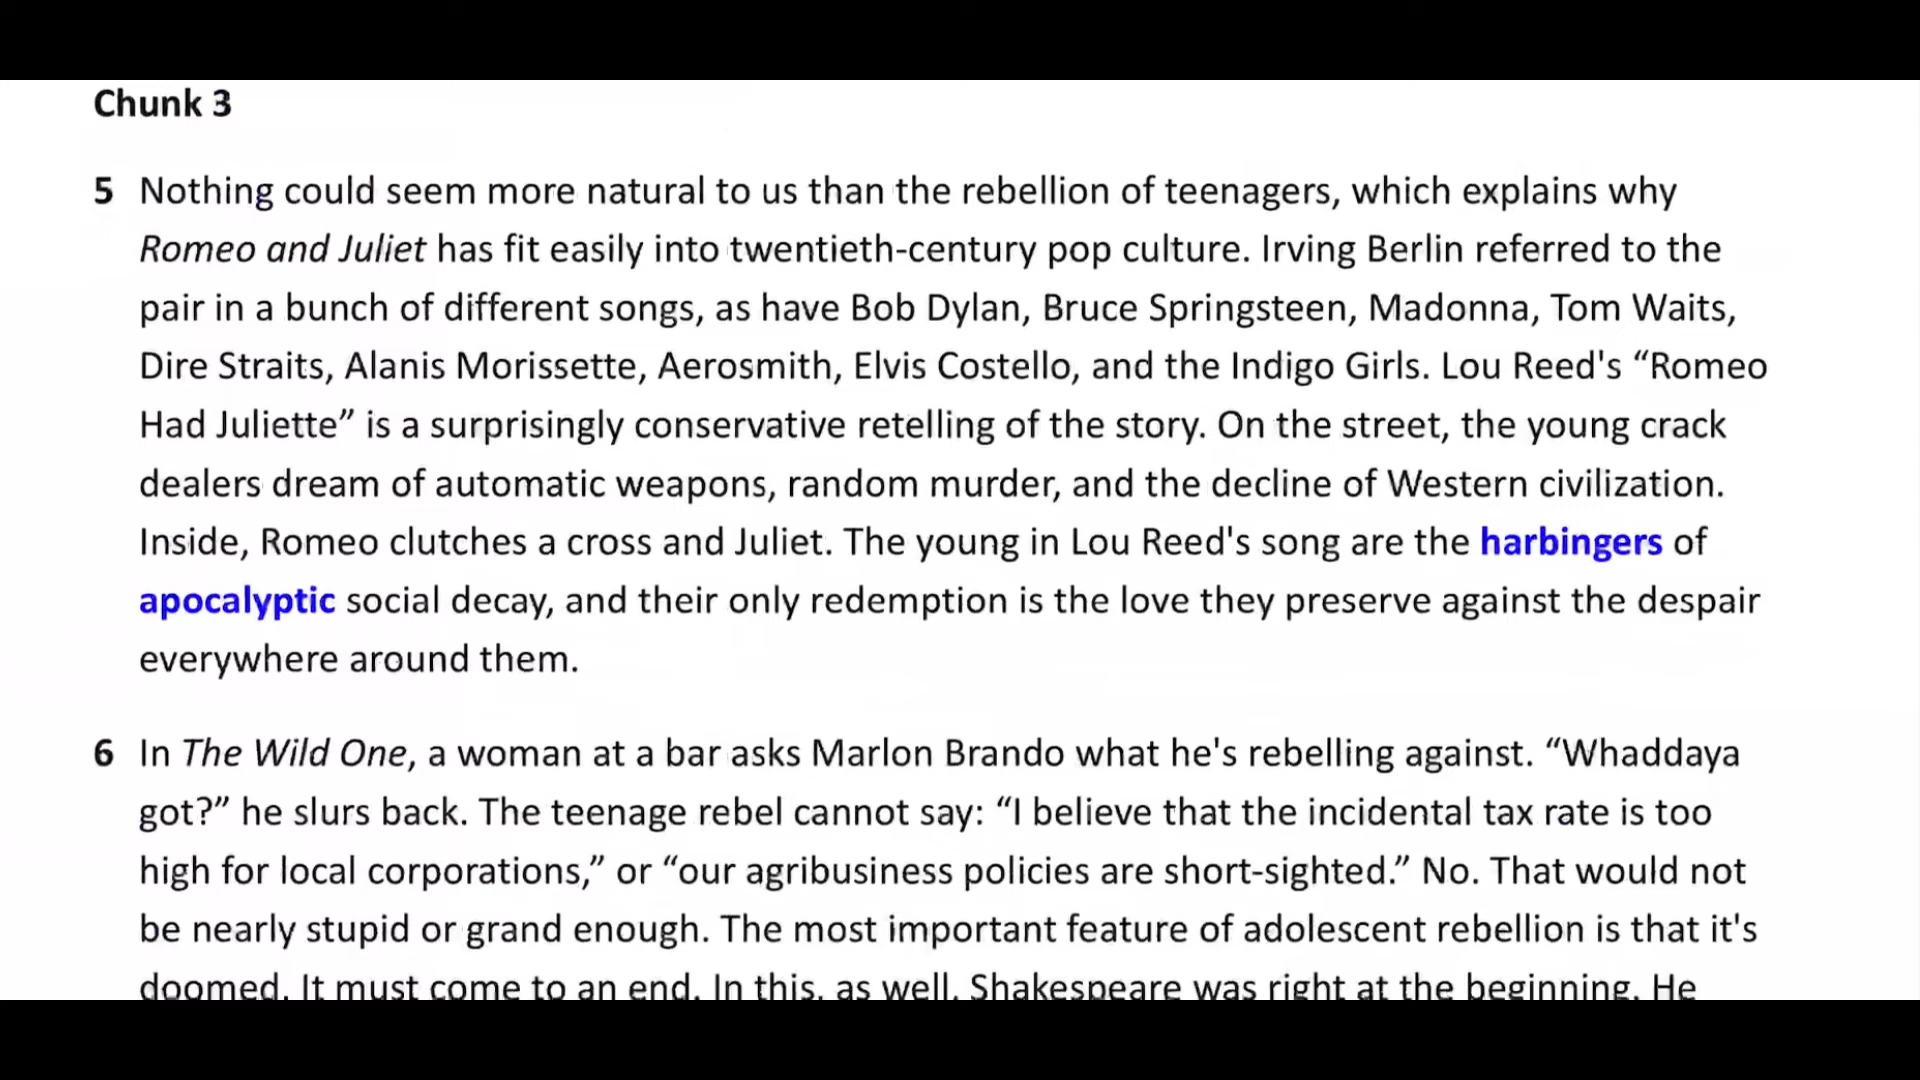 Chunk 3
5 Nothing could seem more natural to us than the rebellion of teenagers, which explains why
Romeo and Juliet has fit easily into twentieth-century pop culture. Irving Berlin referred to the
pair in a bunch of different songs, as have Bob Dylan, Bruce Springsteen, Madonna, Tom Waits,
Dire Straits, Alanis Morissette, Aerosmith, Elvis Costello, and the Indigo Girls. Lou Reed's “Romeo
Had Juliette” is a surprisingly conservative retelling of the story. On the street, the young crack
dealers dream of automatic weapons, random murder, and the decline of Western civilization.
Inside, Romeo clutches a cross and Juliet. The young in Lou Reed's song are the harbingers of
apocalyptic social decay, and their only redemption is the love they preserve against the despair
everywhere around them.
6 In The Wild One, a woman at a bar asks Marlon Brando what he's rebelling against. “Whaddaya
got?” he slurs back. The teenage rebel cannot say: “I believe that the incidental tax rate is too
high for local corporations,” or “our agribusiness policies are short-sighted.” No. That would not
be nearly stupid or grand enough. The most important feature of adolescent rebellion is that it's
doomed. It must come to an end. In this, as well, Shakespeare was right at the beginning. He